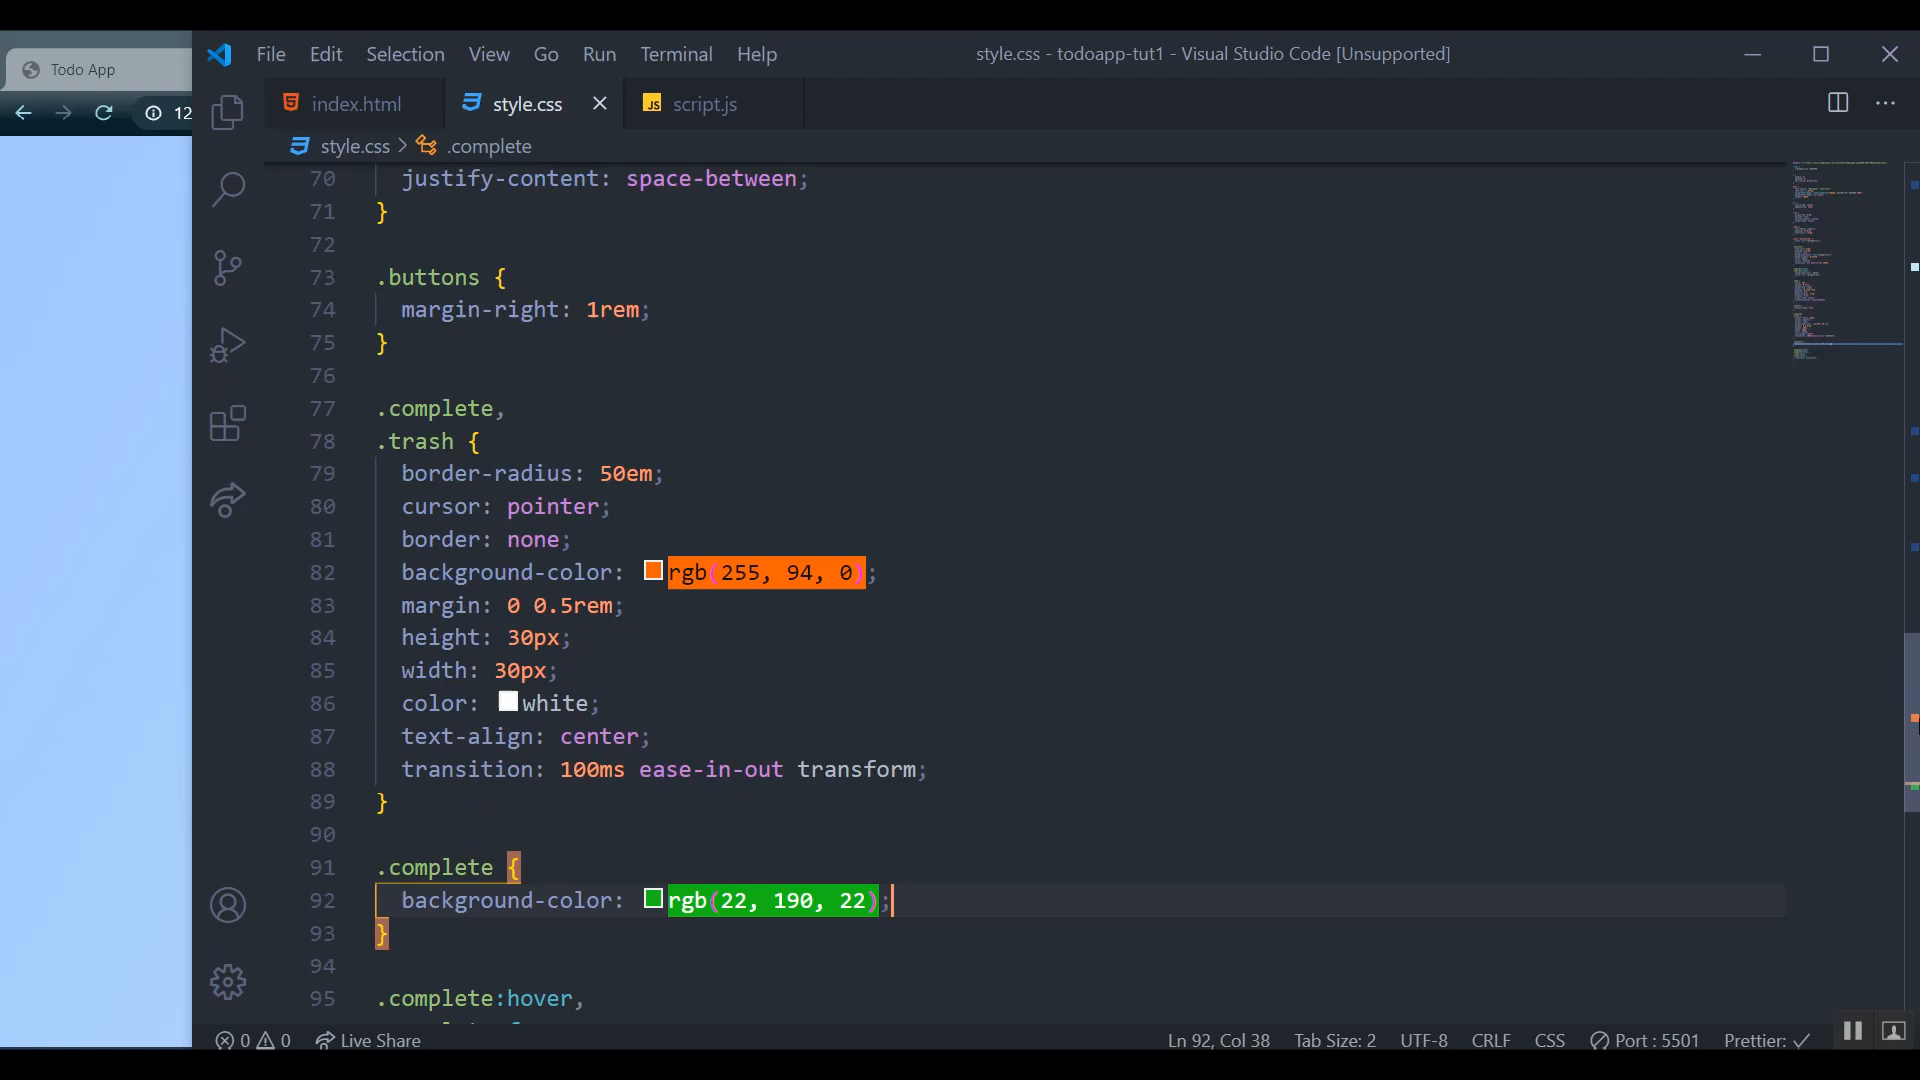 Todo App
12
File Edit Selection View Go Run Terminal Help
style.css - todoapp-tut1 - Visual Studio Code [Unsupported]
index.html
style.css
JS script.js
style.css > .complete
70 justify-content: space-between;
71 }
72
73 .buttons {
74 margin-right: 1rem;
75 }
76
77 .complete,
78 .trash {
79 border-radius: 50em;
80 cursor: pointer;
81 border: none;
82 background-color: rgb(255, 94, 0);
83 margin: 0 0.5rem;
84 height: 30px;
85 width: 30px;
86 color: white;
87 text-align: center;
88 transition: 100ms ease-in-out transform;
89 }
90
91 .complete {
92 background-color: rgb(22, 190, 22);
93 }
94
95 .complete:hover,
0 0 Live Share Ln 92, Col 38 Tab Size: 2 UTF-8 CRLF CSS Port : 5501 Prettier: ✓